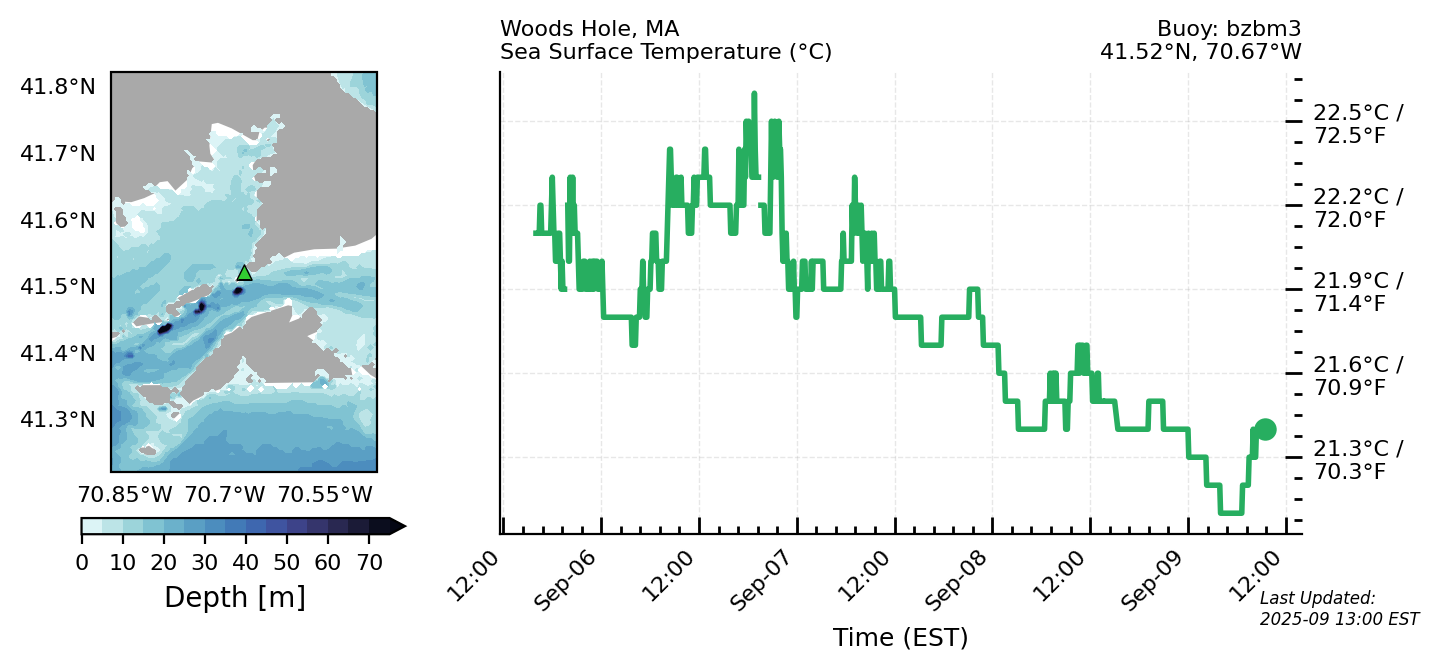 Woods Hole, MA
Sea Surface Temperature (°C)
Buoy: bzbm3
41.52°N, 70.67°W
41.8°N
41.7°N
41.6°N
41.5°N
41.4°N
41.3°N
70.85°W 70.7°W 70.55°W
0 10 20 30 40 50 60 70
Depth [m]
22.5°C /
72.5°F
22.2°C /
72.0°F
21.9°C /
71.4°F
21.6°C /
70.9°F
21.3°C /
70.3°F
12:00 Sep-06 12:00 Sep-07 12:00 Sep-08 12:00 Sep-09 12:00
Time (EST)
Last Updated:
2025-09 13:00 EST